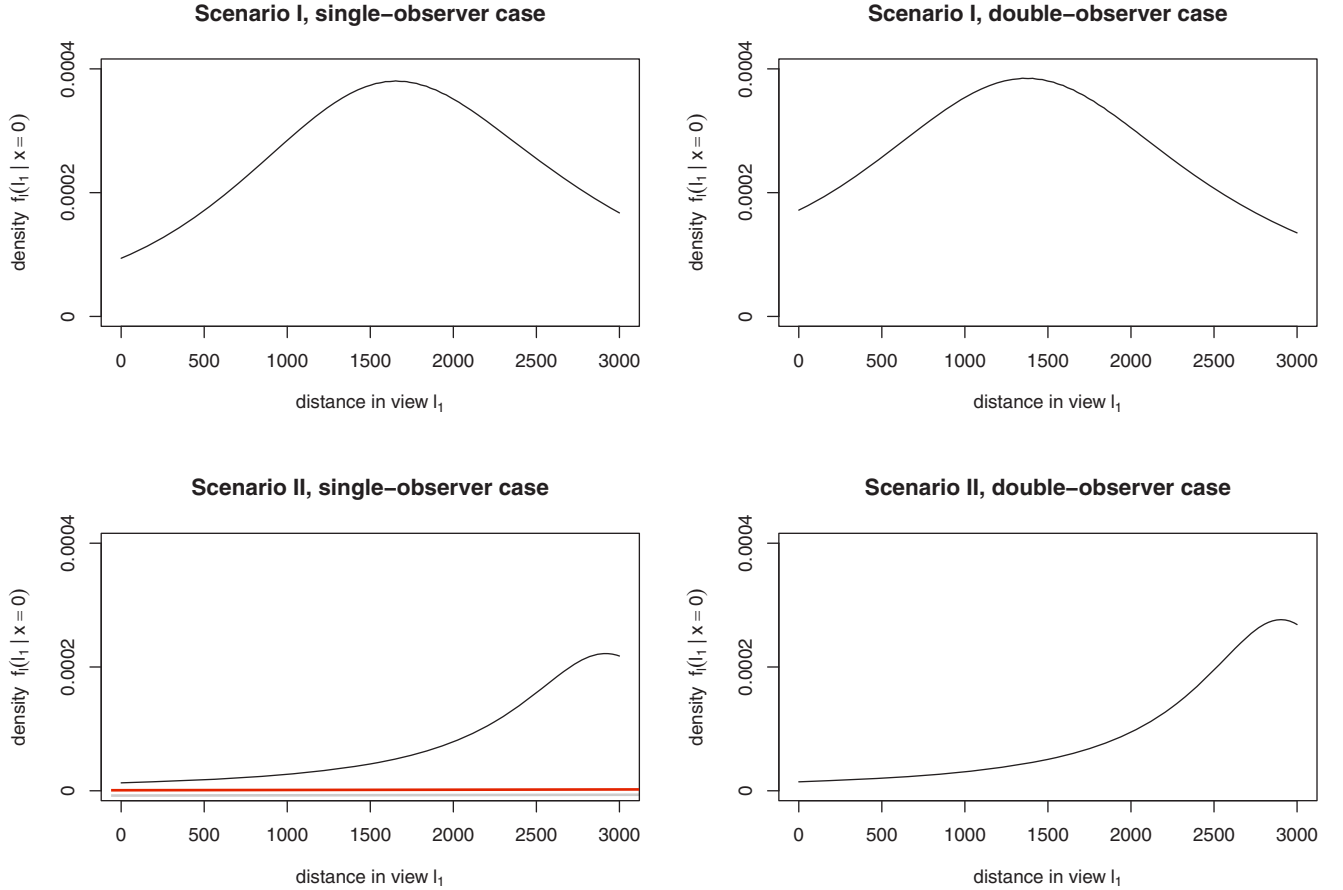 Scenario I, single−observer case
density f_l(l_1 | x = 0)
0 0.0002 0.0004
0 500 1000 1500 2000 2500 3000
distance in view l_1
Scenario I, double−observer case
density f_l(l_1 | x = 0)
0 0.0002 0.0004
0 500 1000 1500 2000 2500 3000
distance in view l_1
Scenario II, single−observer case
density f_l(l_1 | x = 0)
0 0.0002 0.0004
0 500 1000 1500 2000 2500 3000
distance in view l_1
Scenario II, double−observer case
density f_l(l_1 | x = 0)
0 0.0002 0.0004
0 500 1000 1500 2000 2500 3000
distance in view l_1